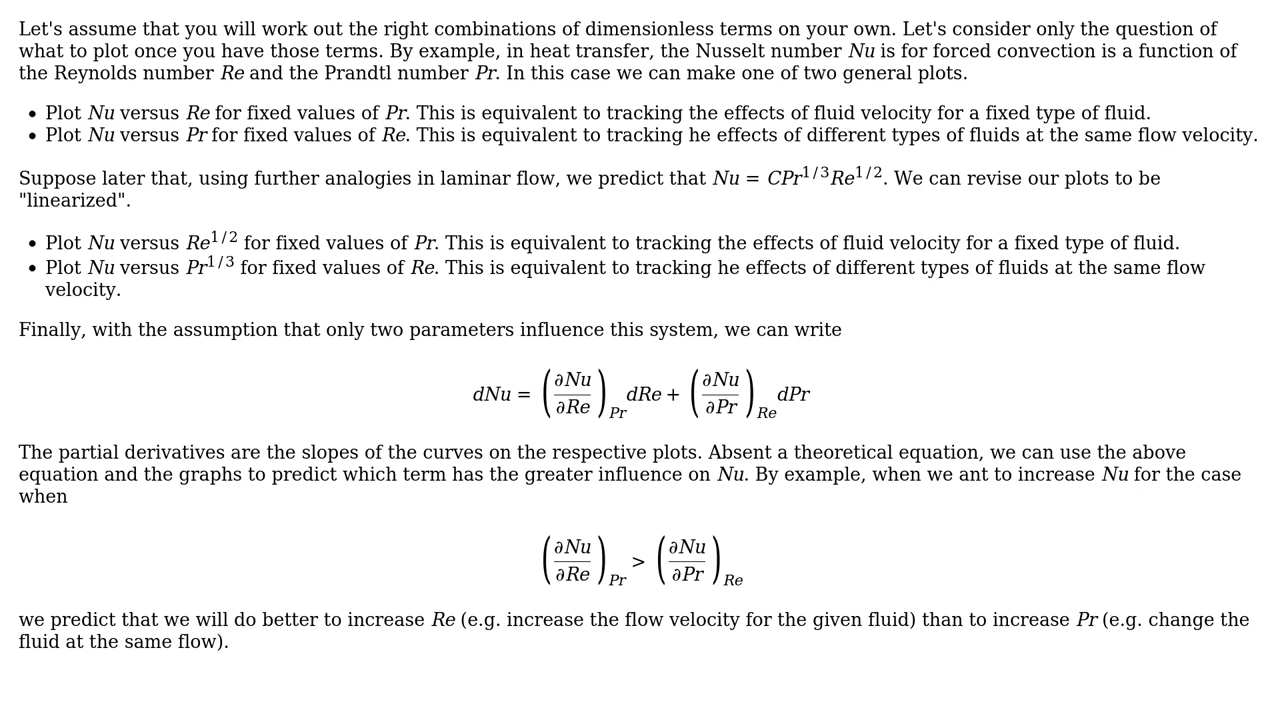 Let's assume that you will work out the right combinations of dimensionless terms on your own. Let's consider only the question of
what to plot once you have those terms. By example, in heat transfer, the Nusselt number Nu is for forced convection is a function of
the Reynolds number Re and the Prandtl number Pr. In this case we can make one of two general plots.
• Plot Nu versus Re for fixed values of Pr. This is equivalent to tracking the effects of fluid velocity for a fixed type of fluid.
• Plot Nu versus Pr for fixed values of Re. This is equivalent to tracking he effects of different types of fluids at the same flow velocity.
Suppose later that, using further analogies in laminar flow, we predict that Nu = CPr^{1/3}Re^{1/2}. We can revise our plots to be
"linearized".
• Plot Nu versus Re^{1/2} for fixed values of Pr. This is equivalent to tracking the effects of fluid velocity for a fixed type of fluid.
• Plot Nu versus Pr^{1/3} for fixed values of Re. This is equivalent to tracking he effects of different types of fluids at the same flow
velocity.
Finally, with the assumption that only two parameters influence this system, we can write
dNu = (∂Nu/∂Re)_{Pr} dRe + (∂Nu/∂Pr)_{Re} dPr
The partial derivatives are the slopes of the curves on the respective plots. Absent a theoretical equation, we can use the above
equation and the graphs to predict which term has the greater influence on Nu. By example, when we ant to increase Nu for the case
when
(∂Nu/∂Re)_{Pr} > (∂Nu/∂Pr)_{Re}
we predict that we will do better to increase Re (e.g. increase the flow velocity for the given fluid) than to increase Pr (e.g. change the
fluid at the same flow).